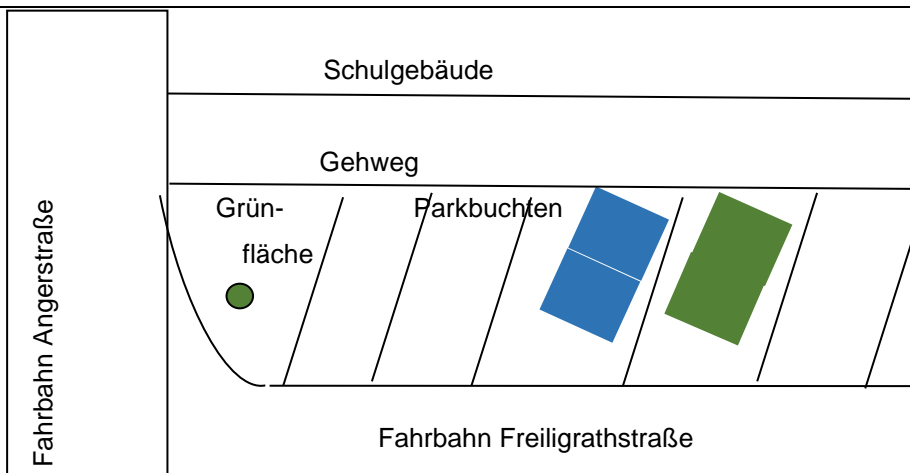 Schulgebäude
Gehweg
Grün-
fläche
Parkbuchten
Fahrbahn Angerstraße
Fahrbahn Freiligrathstraße